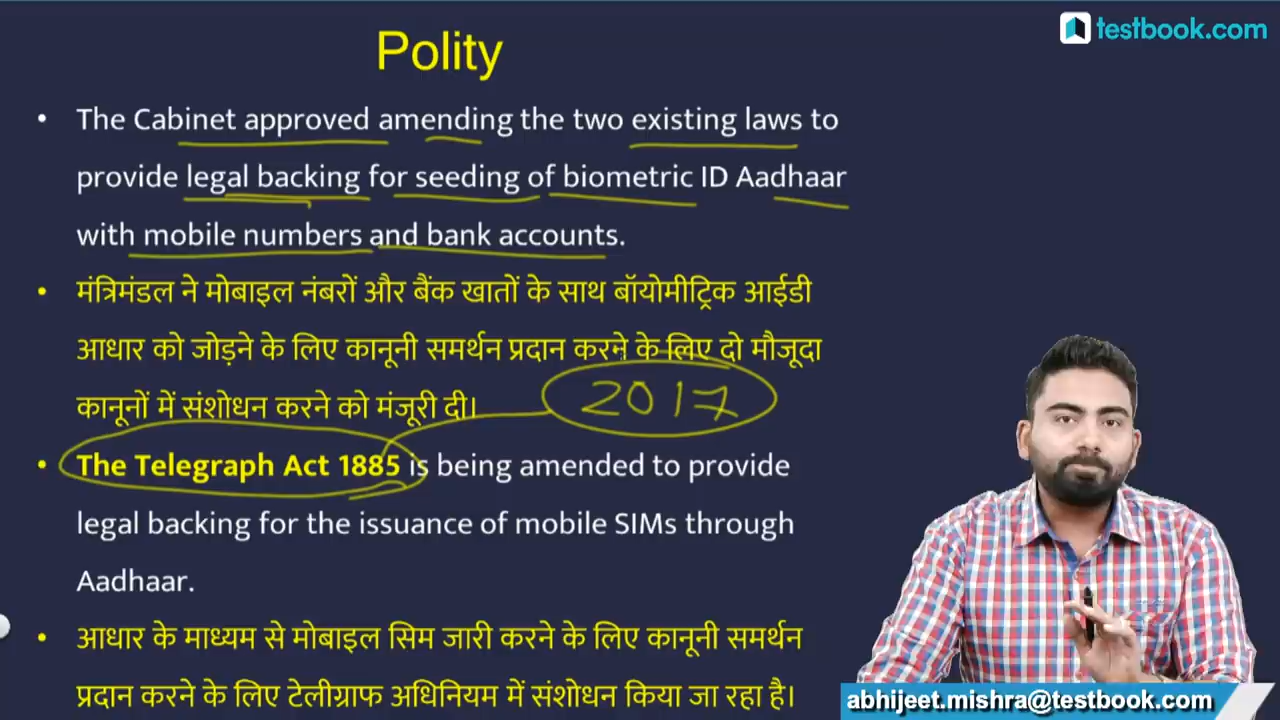 testbook.com
Polity
• The Cabinet approved amending the two existing laws to
provide legal backing for seeding of biometric ID Aadhaar
with mobile numbers and bank accounts.
• मंत्रिमंडल ने मोबाइल नंबरों और बैंक खातों के साथ बॉयोमीट्रिक आईडी
आधार को जोड़ने के लिए कानूनी समर्थन प्रदान करने के लिए दो मौजूदा
कानूनों में संशोधन करने को मंजूरी दी।
2017
• The Telegraph Act 1885 is being amended to provide
legal backing for the issuance of mobile SIMs through
Aadhaar.
• आधार के माध्यम से मोबाइल सिम जारी करने के लिए कानूनी समर्थन
प्रदान करने के लिए टेलीग्राफ अधिनियम में संशोधन किया जा रहा है।
abhijeet.mishra@testbook.com